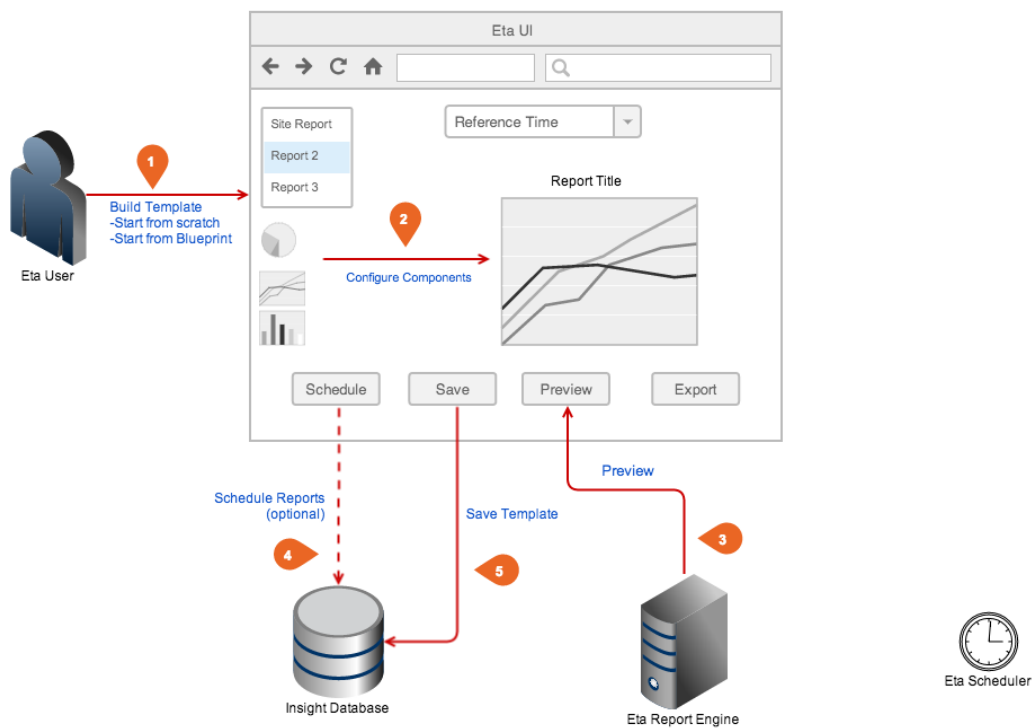 Eta UI
Site Report
Report 2
Report 3
Reference Time
1
Build Template
-Start from scratch
-Start from Blueprint
Eta User
2
Configure Components
Report Title
Schedule
Save
Preview
Export
Schedule Reports
(optional)
4
Save Template
5
Preview
3
Insight Database
Eta Report Engine
Eta Scheduler